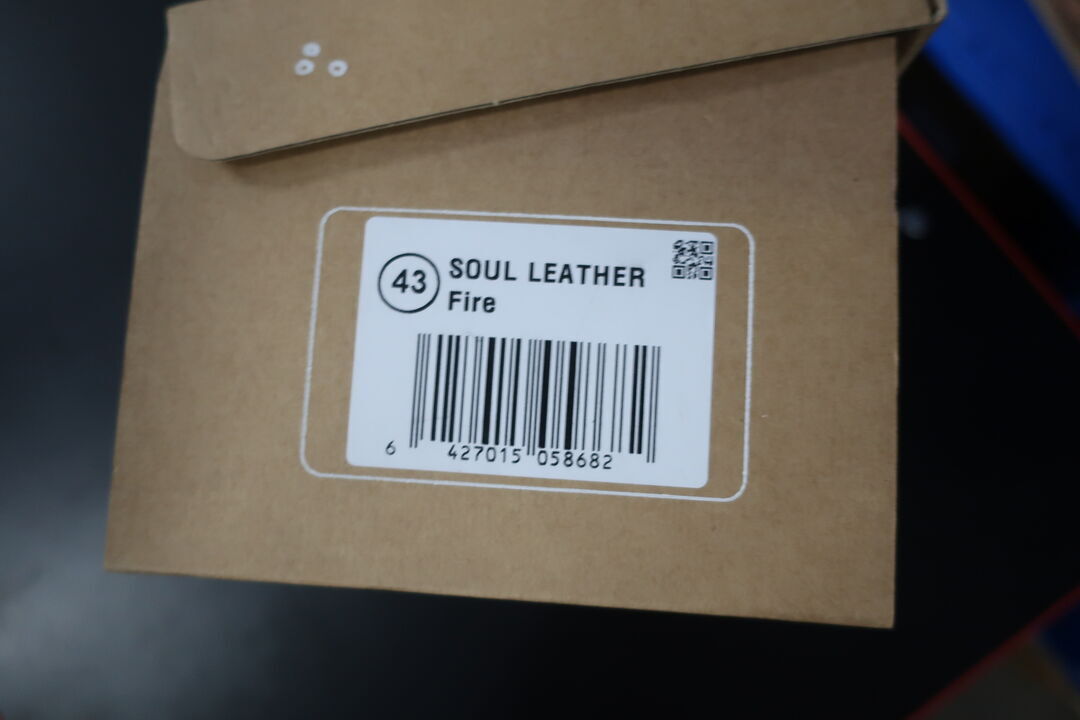 43
SOUL LEATHER
Fire
6 427015 058682